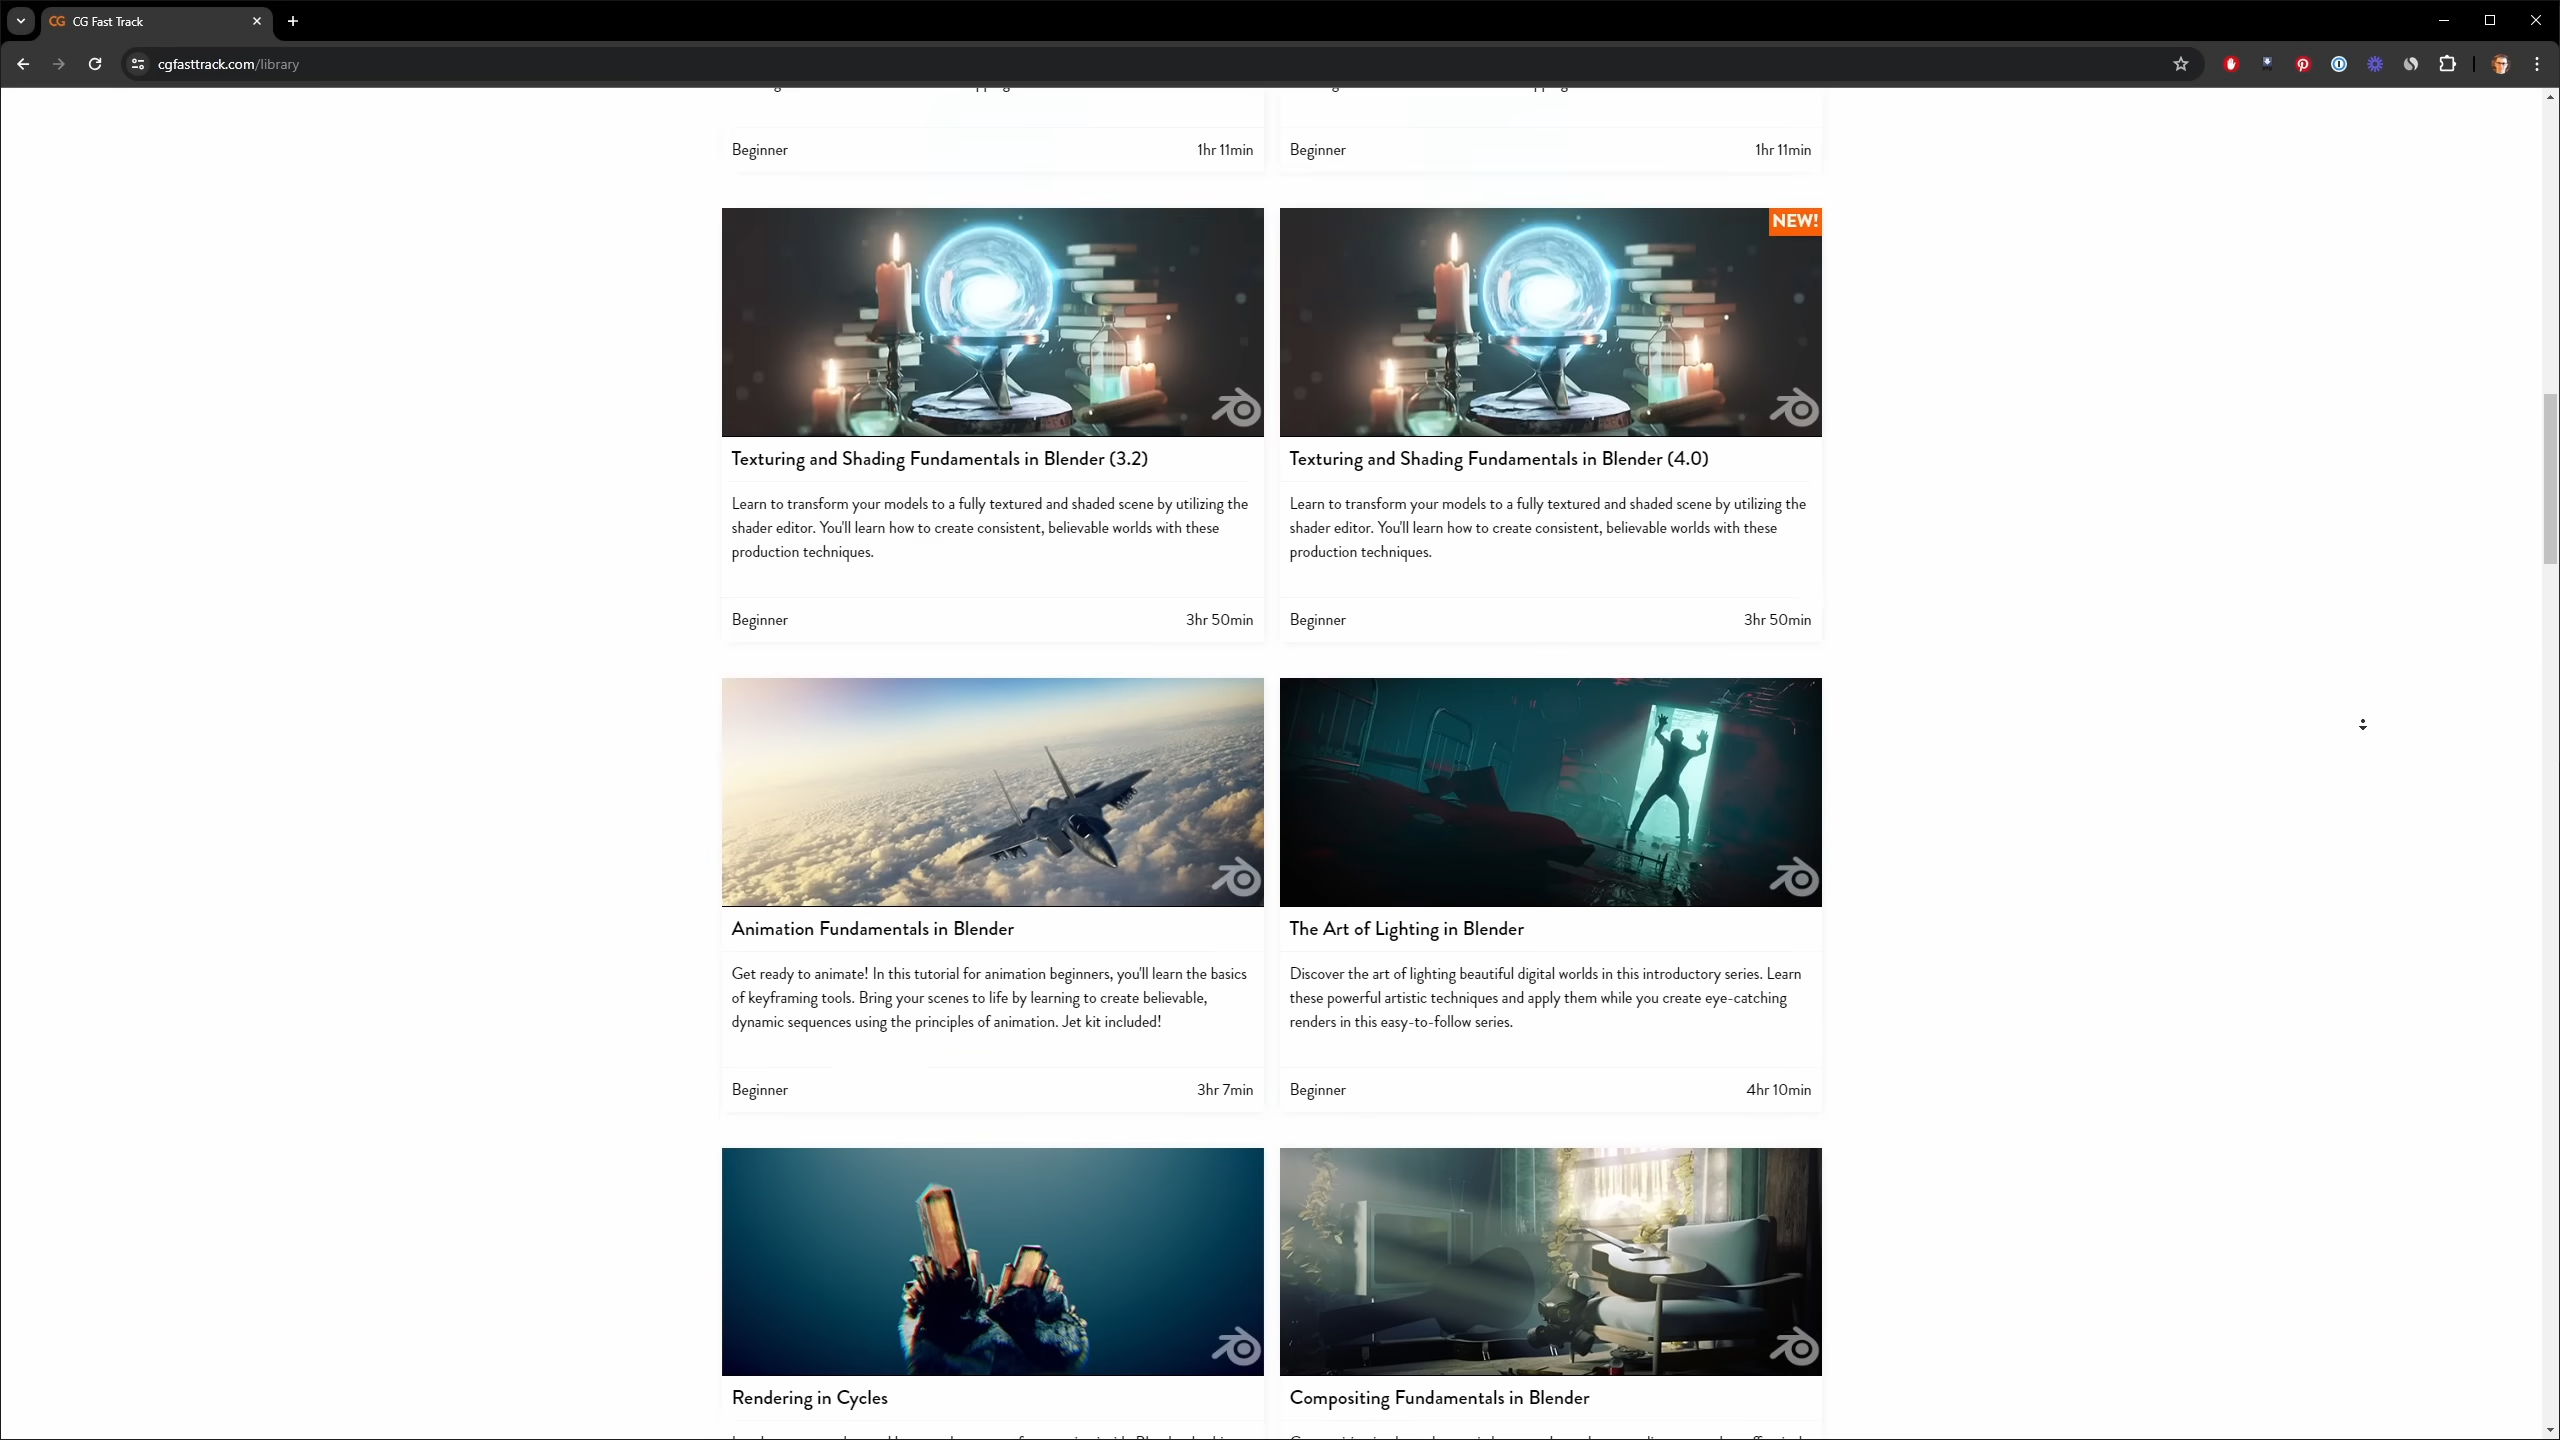 CG Fast Track
cgfasttrack.com/library
Beginner 1hr 11min
Beginner 1hr 11min
NEW!
Texturing and Shading Fundamentals in Blender (3.2)
Learn to transform your models to a fully textured and shaded scene by utilizing the
shader editor. You'll learn how to create consistent, believable worlds with these
production techniques.
Beginner 3hr 50min
Texturing and Shading Fundamentals in Blender (4.0)
Learn to transform your models to a fully textured and shaded scene by utilizing the
shader editor. You'll learn how to create consistent, believable worlds with these
production techniques.
Beginner 3hr 50min
Animation Fundamentals in Blender
Get ready to animate! In this tutorial for animation beginners, you'll learn the basics
of keyframing tools. Bring your scenes to life by learning to create believable,
dynamic sequences using the principles of animation. Jet kit included!
Beginner 3hr 7min
The Art of Lighting in Blender
Discover the art of lighting beautiful digital worlds in this introductory series. Learn
these powerful artistic techniques and apply them while you create eye-catching
renders in this easy-to-follow series.
Beginner 4hr 10min
Rendering in Cycles
Compositing Fundamentals in Blender